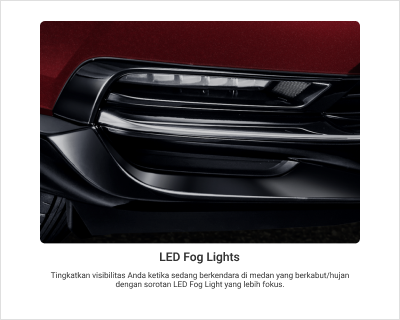 LED Fog Lights
Tingkatkan visibilitas Anda ketika sedang berkendara di medan yang berkabut/hujan
dengan sorotan LED Fog Light yang lebih fokus.